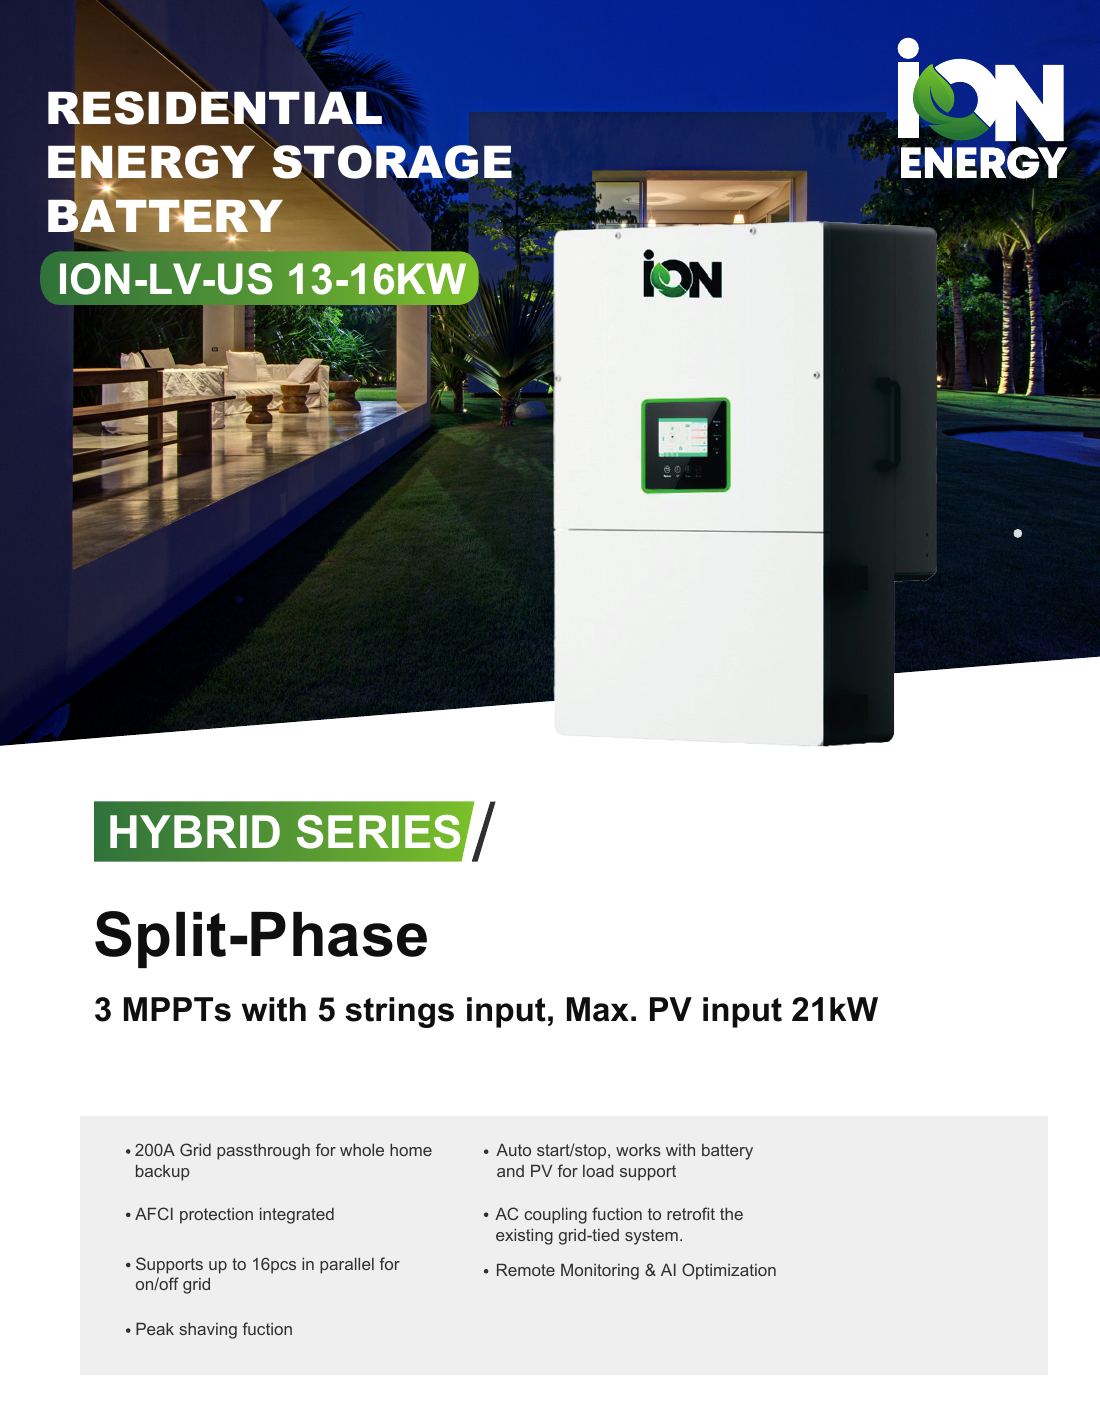 RESIDENTIAL
ENERGY STORAGE
BATTERY
ION-LV-US 13-16KW
iON
ENERGY
iON
HYBRID SERIES
Split-Phase
3 MPPTs with 5 strings input, Max. PV input 21kW
• 200A Grid passthrough for whole home
backup
• AFCI protection integrated
• Supports up to 16pcs in parallel for
on/off grid
• Peak shaving fuction
• Auto start/stop, works with battery
and PV for load support
• AC coupling fuction to retrofit the
existing grid-tied system.
• Remote Monitoring & AI Optimization